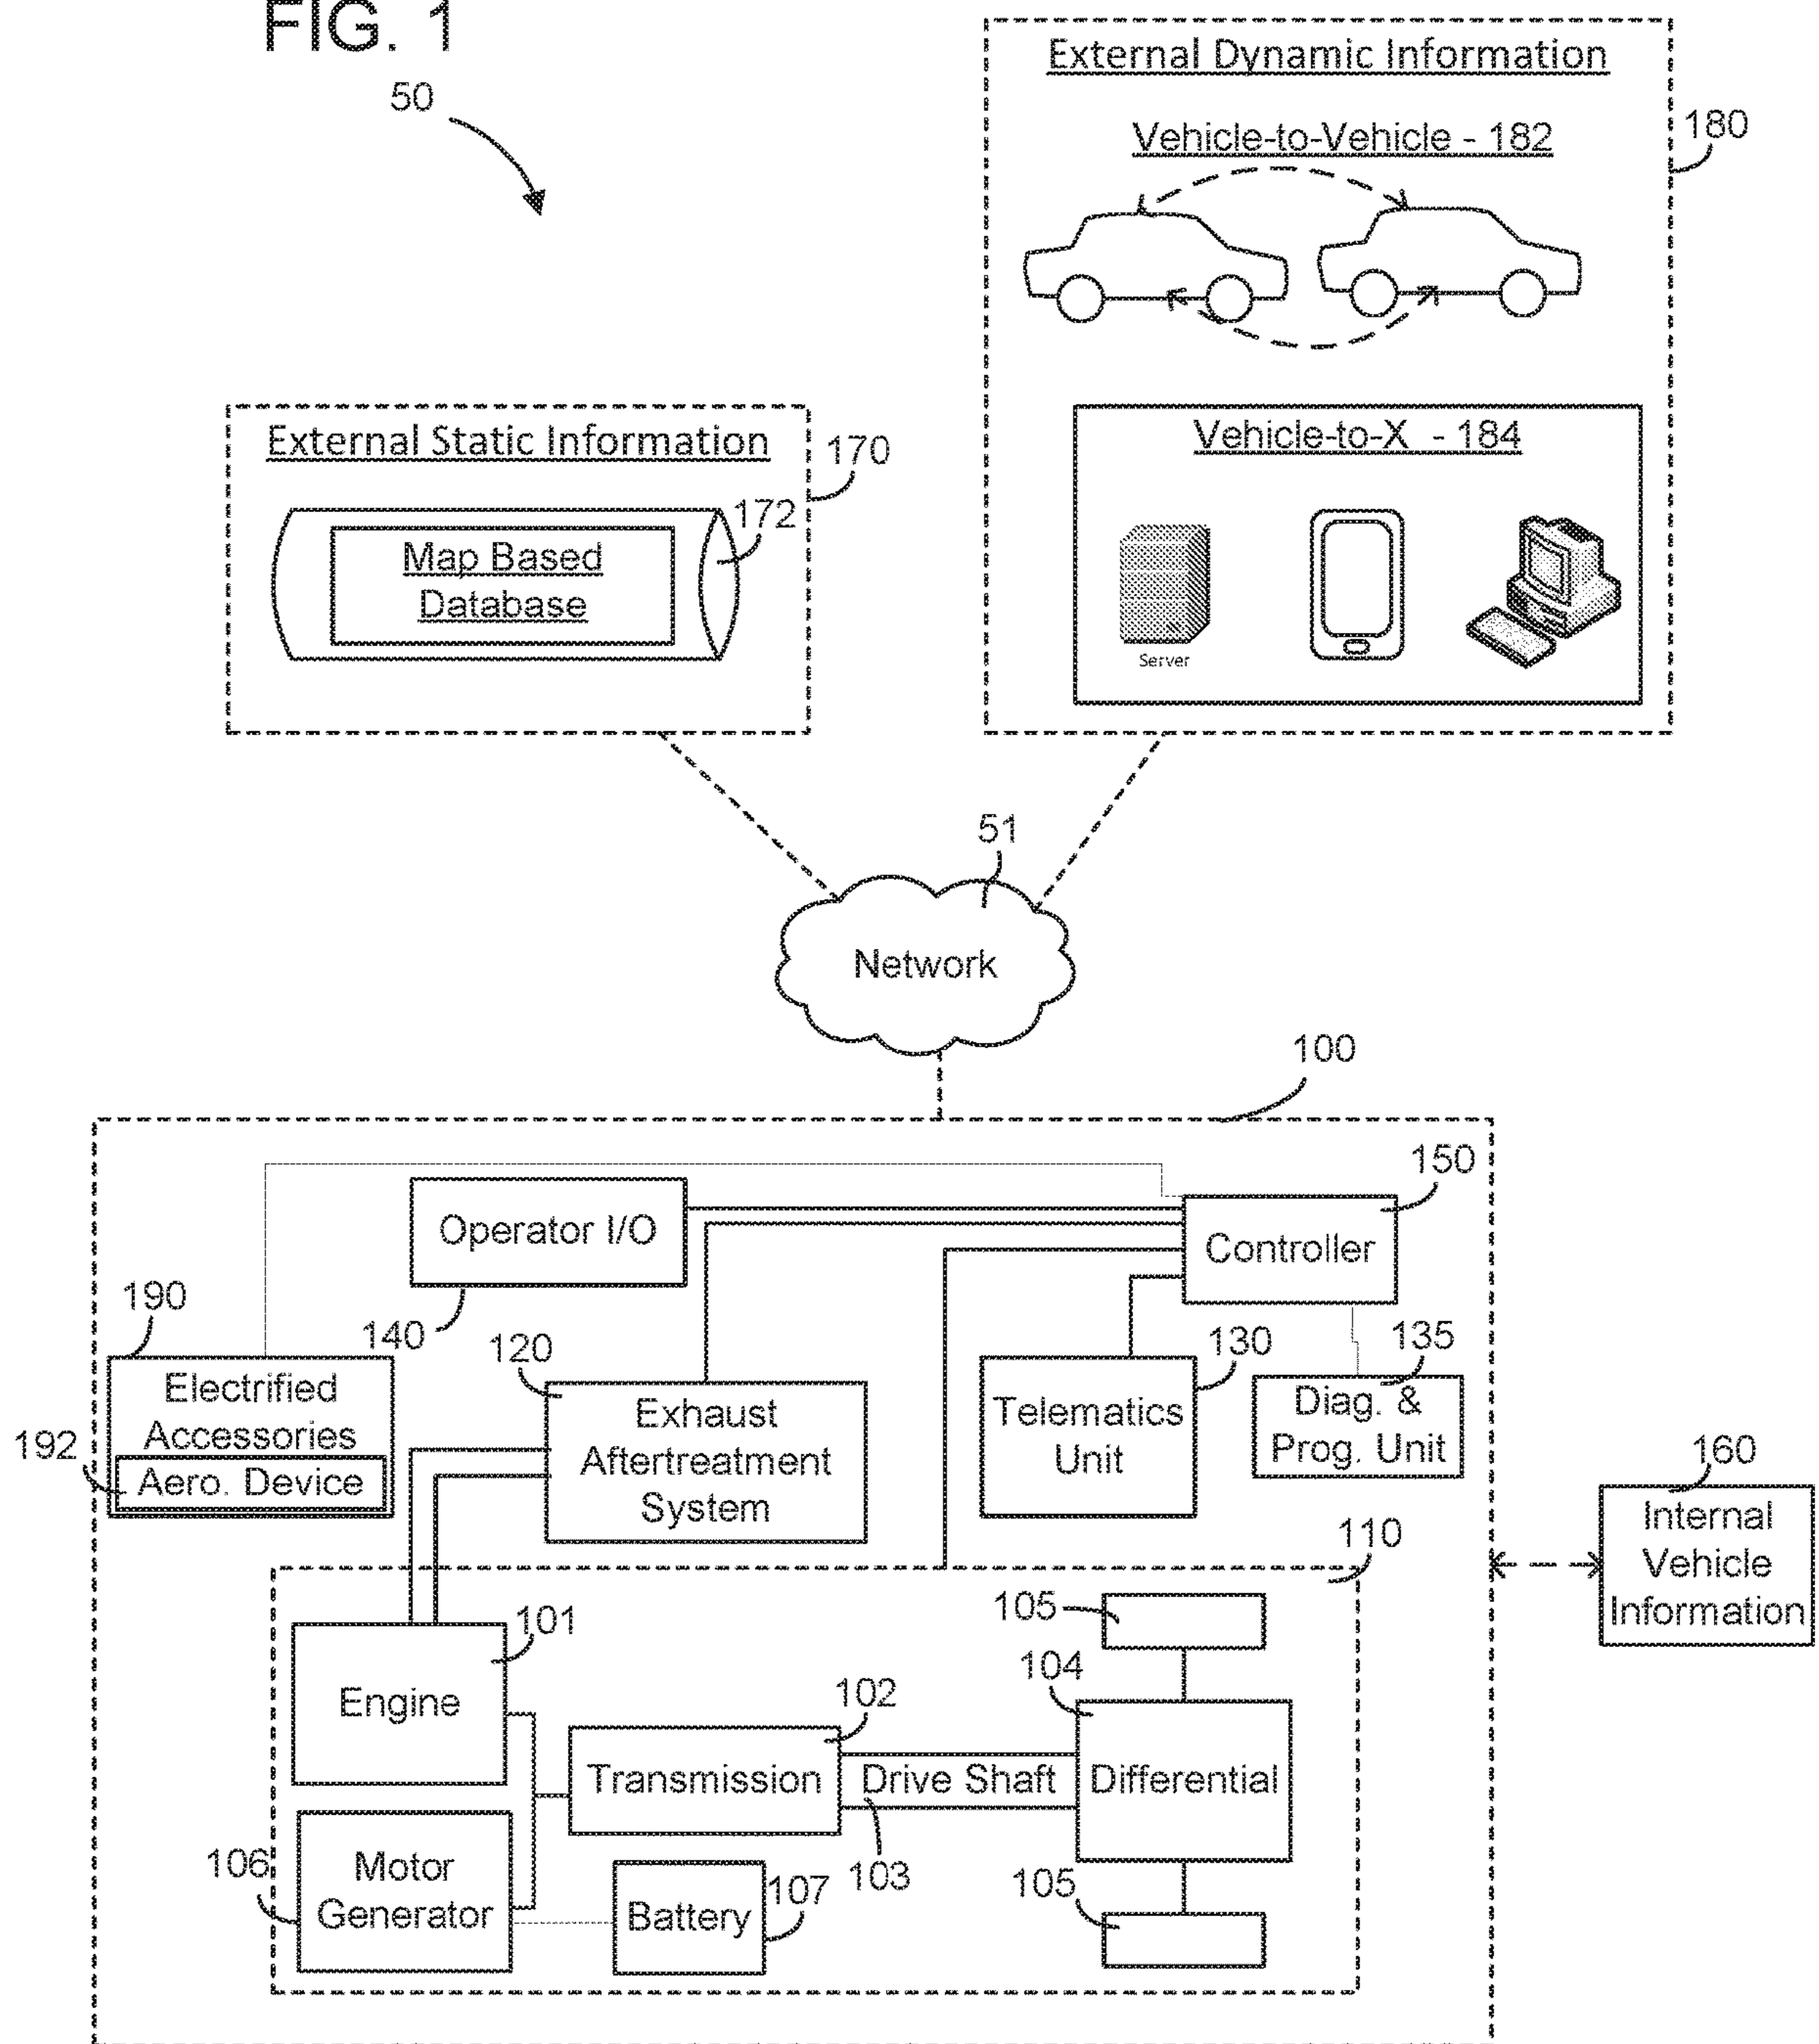 FIG. 1
50
External Dynamic Information
180
Vehicle-to-Vehicle - 182
External Static Information
170
172
Map Based
Database
Vehicle-to-X - 184
Server
51
Network
100
150
Operator I/O
Controller
140
190
Electrified
Accessories
192
Aero. Device
120
Exhaust
Aftertreatment
System
130
Telematics
Unit
135
Diag. &
Prog. Unit
160
Internal
Vehicle
Information
110
101
Engine
105
104
102
Transmission
Drive Shaft
Differential
103
106
Motor
Generator
Battery
107
105